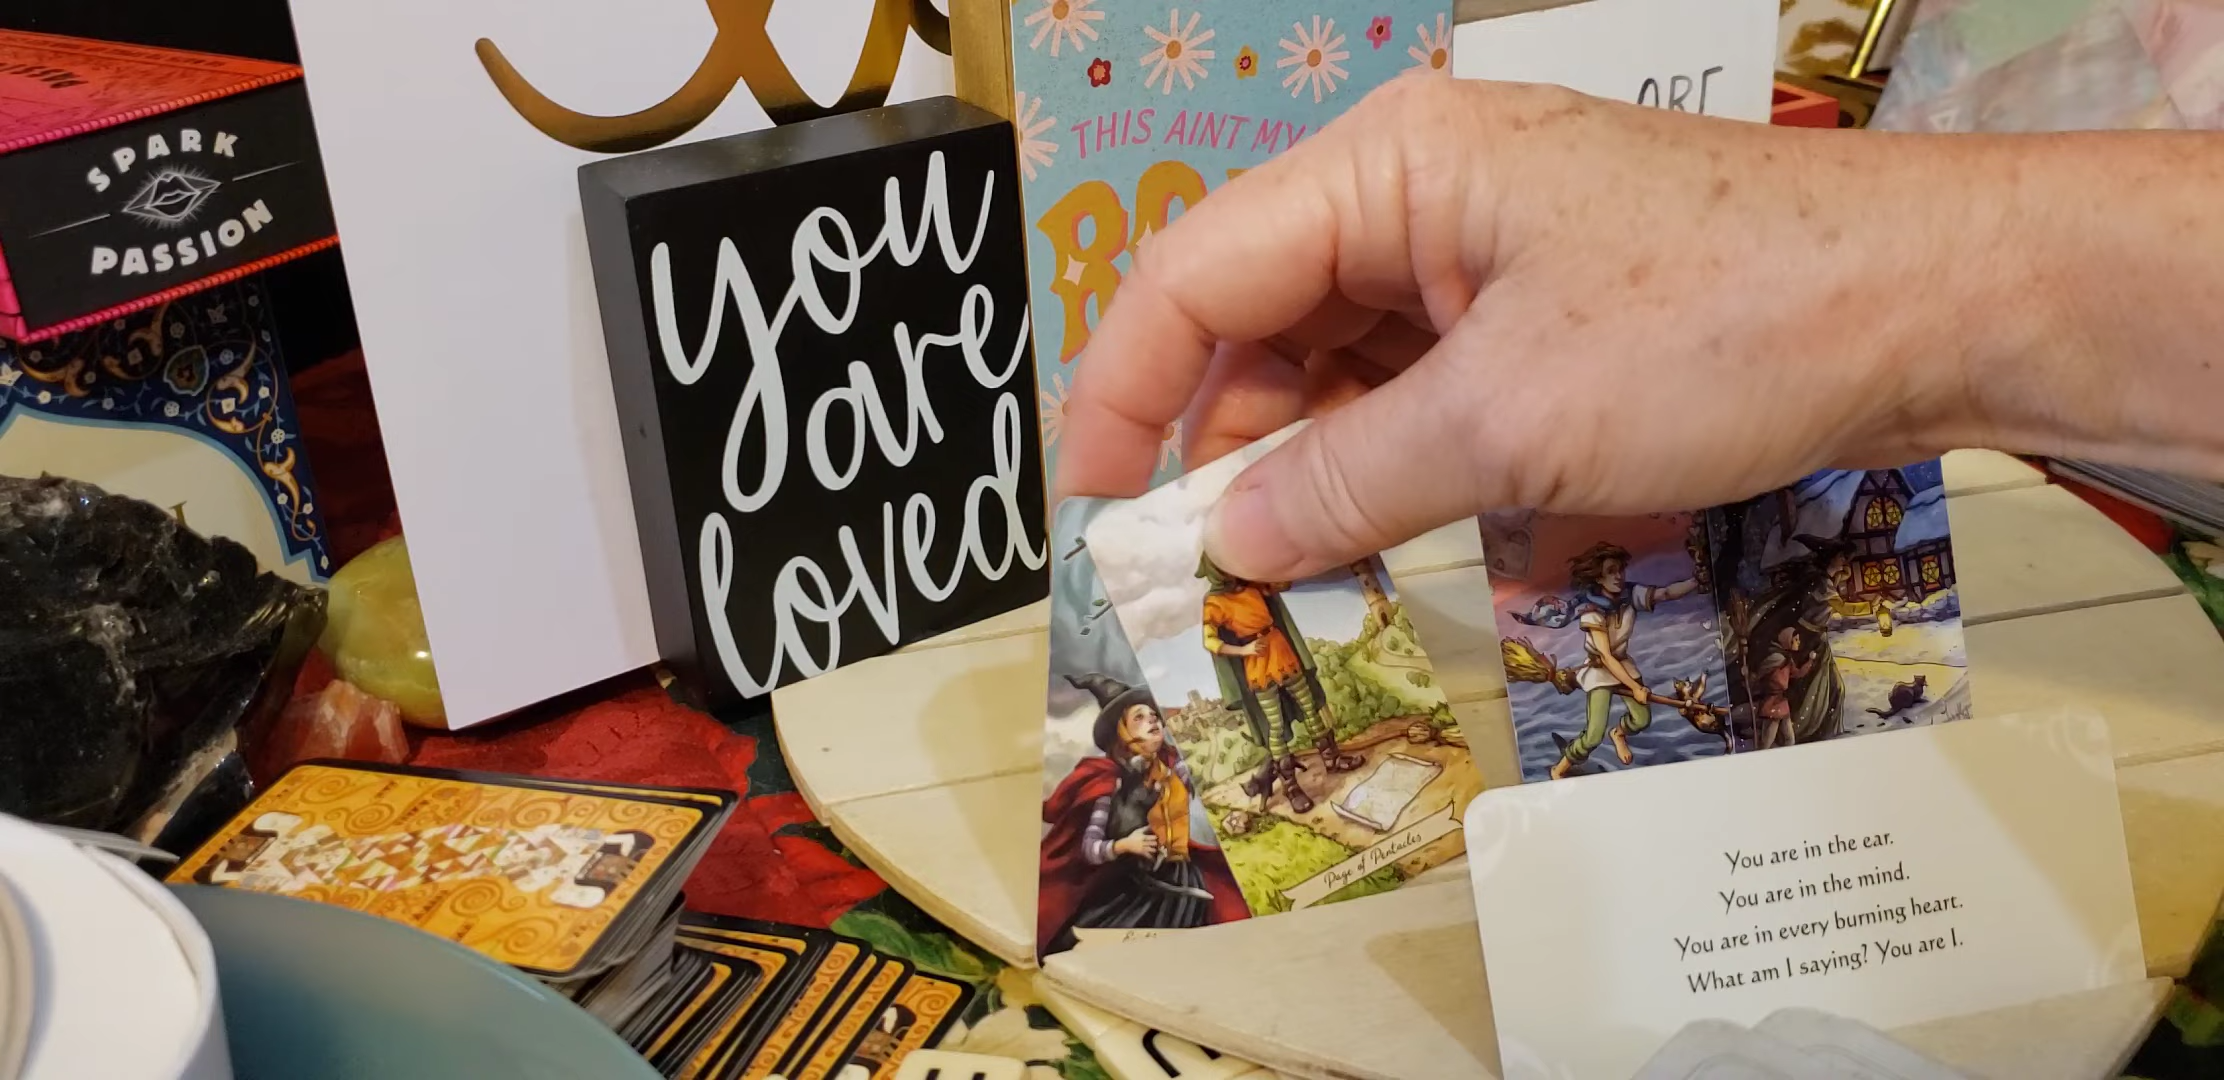 SPARK
PASSION
you
are
loved
THIS AINT MY
ARE
Page of Pentacles
You are in the ear.
You are in the mind.
You are in every burning heart.
What am I saying? You are I.